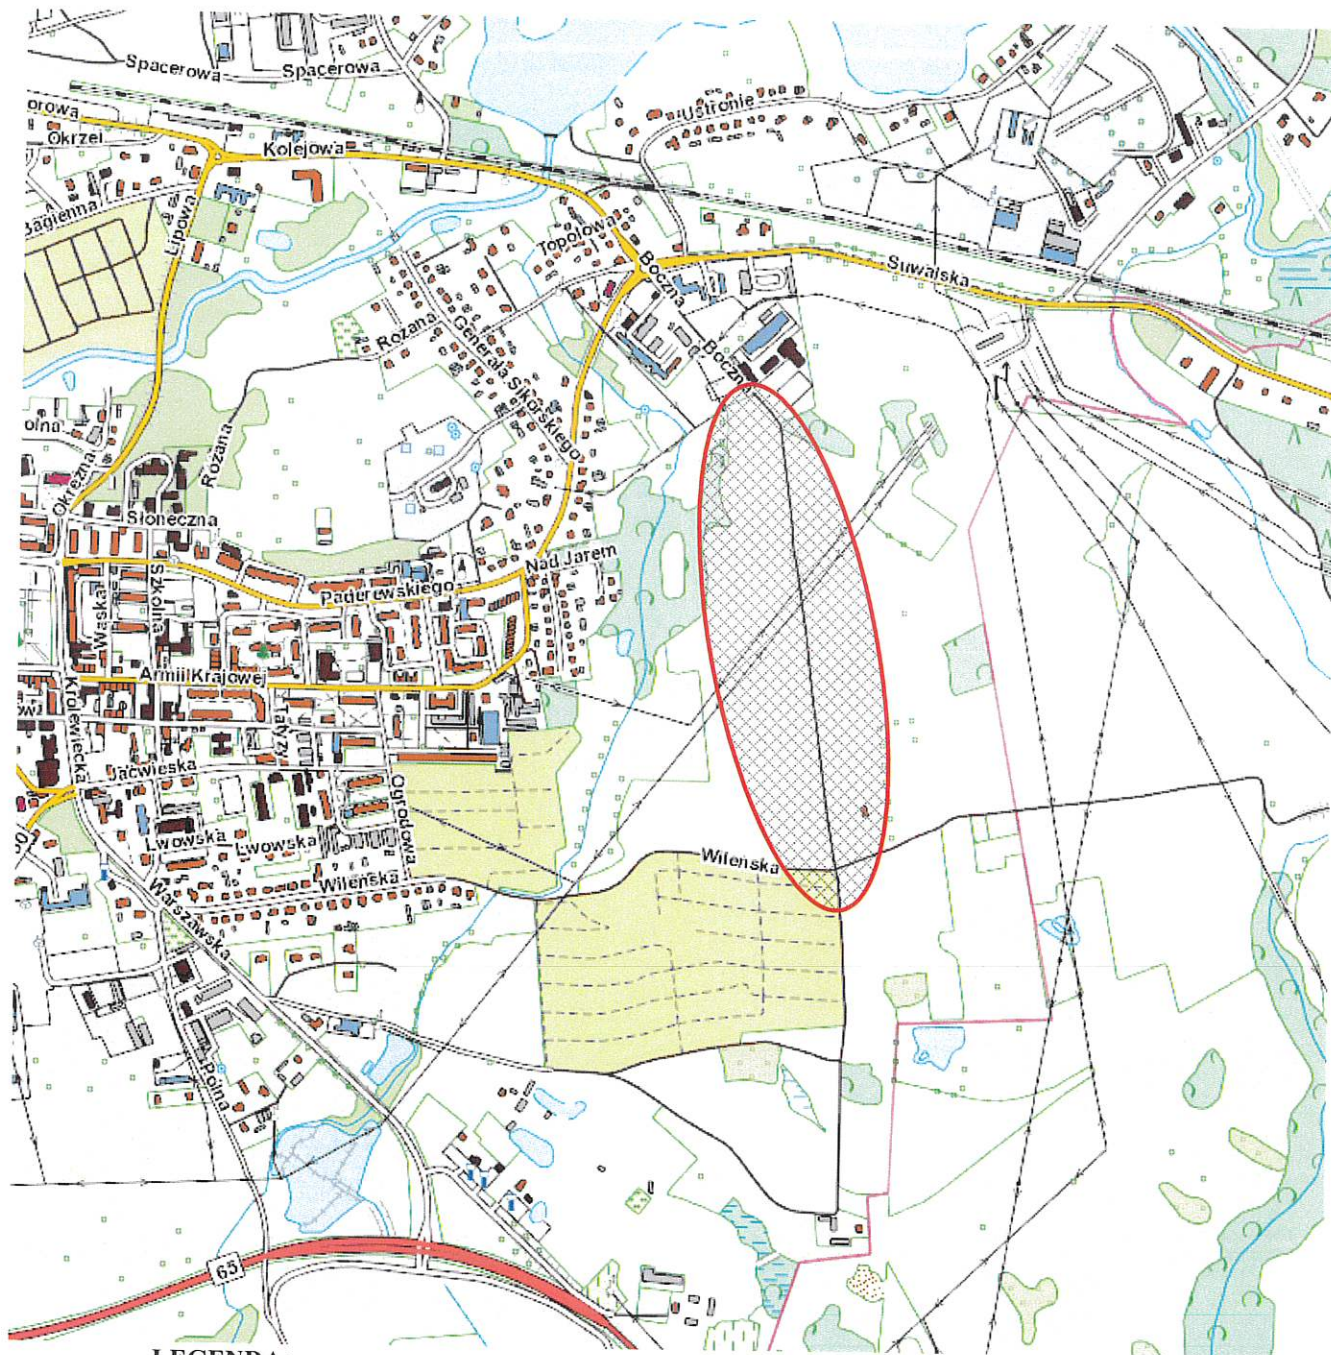 Spacerowa
Spacerowa
orowa
Okrzei
Kolejowa
Ustronie
Bagienna
Lipowa
Topolowa
Boczna
Suwalska
Różana
Generała Sikorskiego
Boczna
Różana
olna
Okrężna
Słoneczna
Nad Jarem
Paderewskiego
Wąska
Szkolna
Armii Krajowej
Królewiecka
Jaćwieska
Ogrodowa
Lwowska
Lwowska
Wileńska
Wileńska
Warszawska
Polna
65
LEGENDA